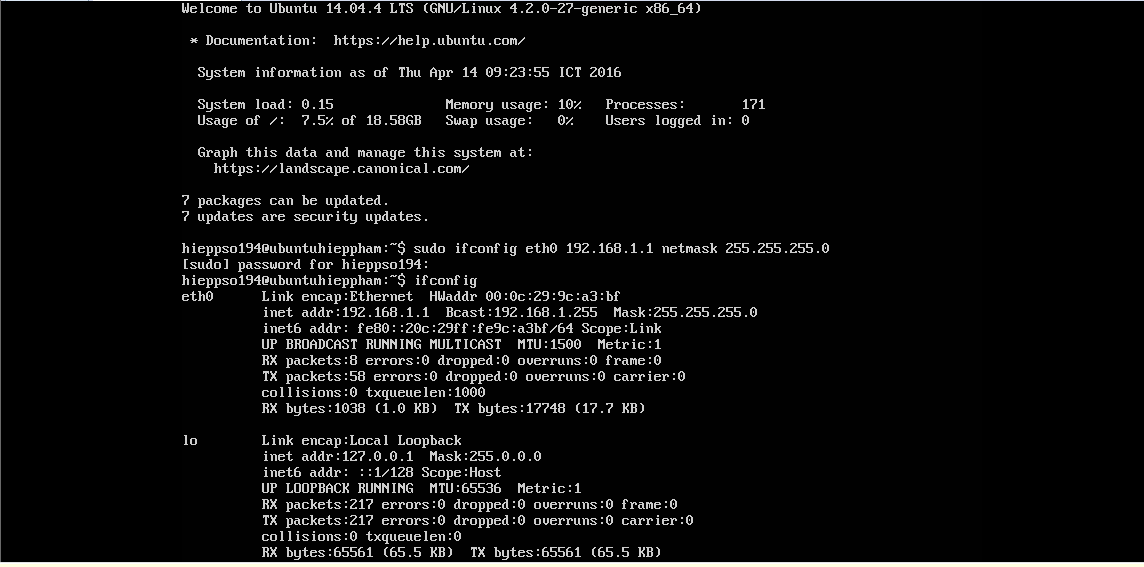 Welcome to Ubuntu 14.04.4 LTS (GNU/Linux 4.2.0-27-generic x86_64)
* Documentation:  https://help.ubuntu.com/
System information as of Thu Apr 14 09:23:55 ICT 2016
System load: 0.15              Memory usage: 10%   Processes:       171
Usage of /:  7.5% of 18.58GB   Swap usage:   0%    Users logged in: 0
Graph this data and manage this system at:
https://landscape.canonical.com/
7 packages can be updated.
7 updates are security updates.
hieppso194@ubuntuhieppham:~$ sudo ifconfig eth0 192.168.1.1 netmask 255.255.255.0
[sudo] password for hieppso194:
hieppso194@ubuntuhieppham:~$ ifconfig
eth0      Link encap:Ethernet  HWaddr 00:0c:29:9c:a3:bf
inet addr:192.168.1.1  Bcast:192.168.1.255  Mask:255.255.255.0
inet6 addr: fe80::20c:29ff:fe9c:a3bf/64 Scope:Link
UP BROADCAST RUNNING MULTICAST  MTU:1500  Metric:1
RX packets:8 errors:0 dropped:0 overruns:0 frame:0
TX packets:58 errors:0 dropped:0 overruns:0 carrier:0
collisions:0 txqueuelen:1000
RX bytes:1038 (1.0 KB)  TX bytes:17748 (17.7 KB)
lo        Link encap:Local Loopback
inet addr:127.0.0.1  Mask:255.0.0.0
inet6 addr: ::1/128 Scope:Host
UP LOOPBACK RUNNING  MTU:65536  Metric:1
RX packets:217 errors:0 dropped:0 overruns:0 frame:0
TX packets:217 errors:0 dropped:0 overruns:0 carrier:0
collisions:0 txqueuelen:0
RX bytes:65561 (65.5 KB)  TX bytes:65561 (65.5 KB)